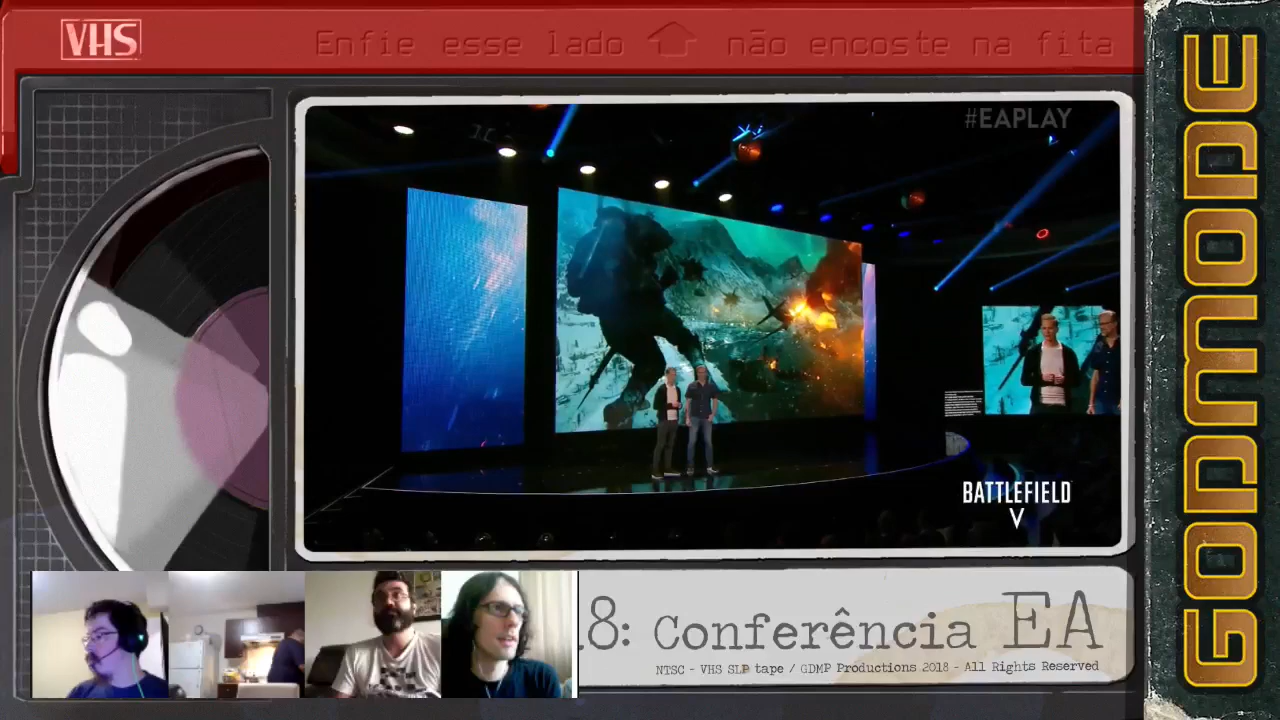 VHS
Enfie esse lado não encoste na fita
#EAPLAY
BATTLEFIELD
V
8: Conferência EA
NTSC - VHS SLP tape / GDMP Productions 2018 - All Rights Reserved
GODMODE